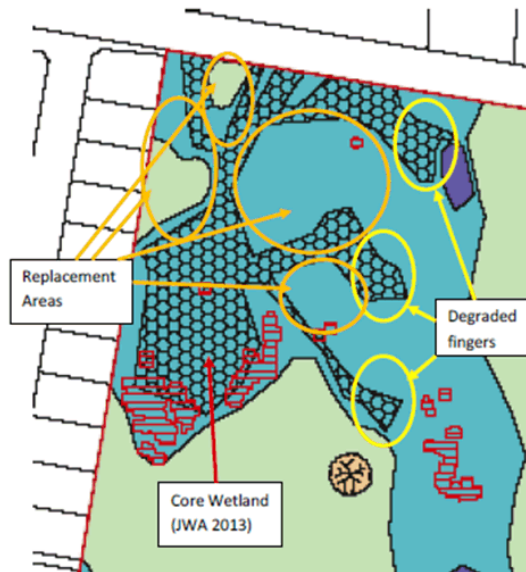 Replacement
Areas
Degraded
fingers
Core Wetland
(JWA 2013)